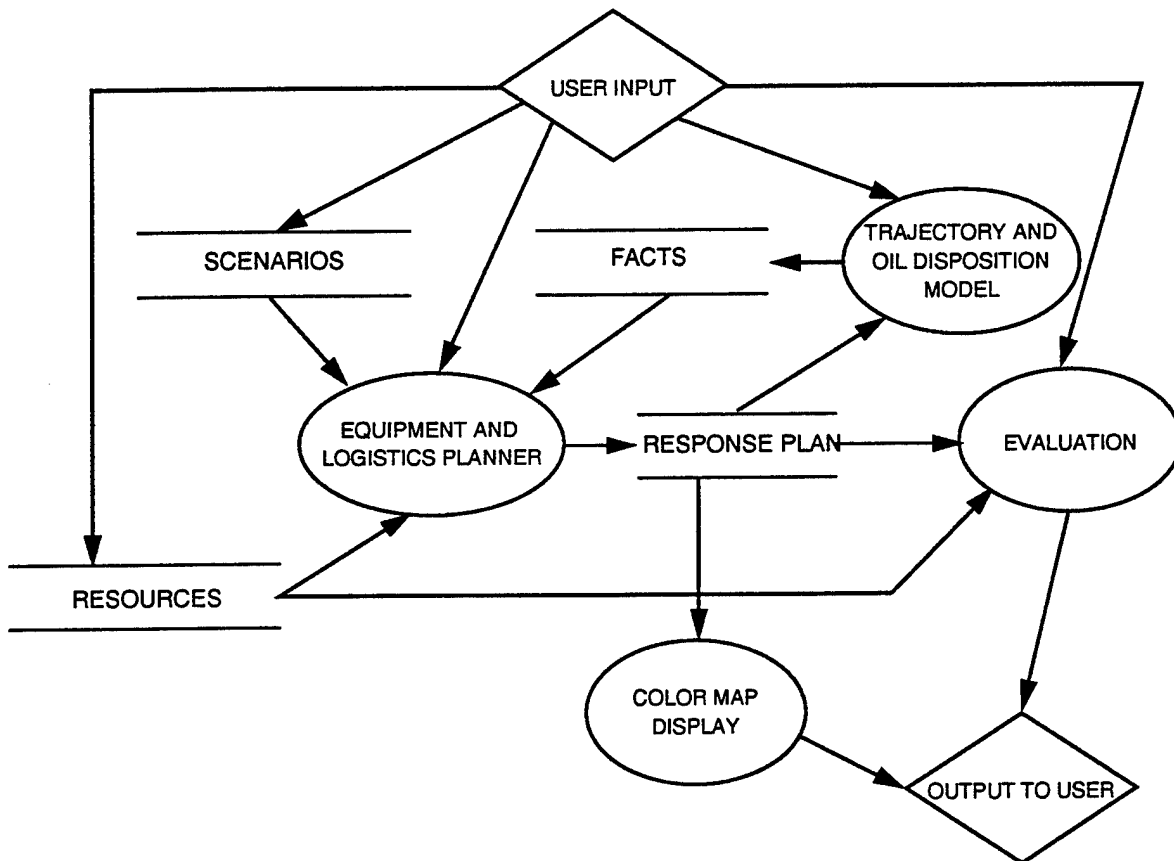 USER INPUT
SCENARIOS
FACTS
TRAJECTORY AND
OIL DISPOSITION
MODEL
EQUIPMENT AND
LOGISTICS PLANNER
RESPONSE PLAN
EVALUATION
RESOURCES
COLOR MAP
DISPLAY
OUTPUT TO USER